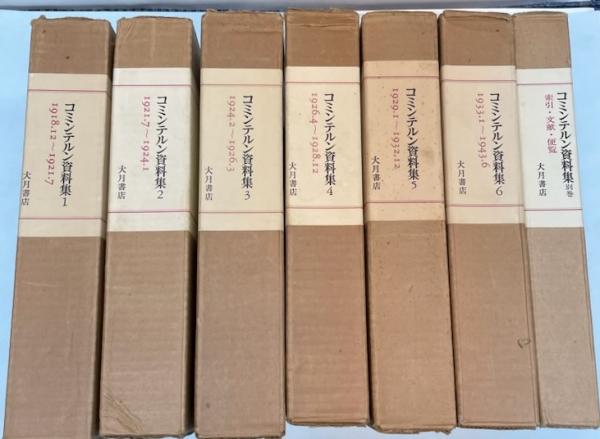 コミンテルン資料集 1
1918.12〜1921.7
大月書店
コミンテルン資料集 2
1921.7〜1924.1
大月書店
コミンテルン資料集 3
1924.2〜1926.3
大月書店
コミンテルン資料集 4
1926.4〜1928.12
大月書店
コミンテルン資料集 5
1929.1〜1932.12
大月書店
コミンテルン資料集 6
1933.1〜1943.6
大月書店
コミンテルン資料集 別巻
索引・文献・便覧
大月書店